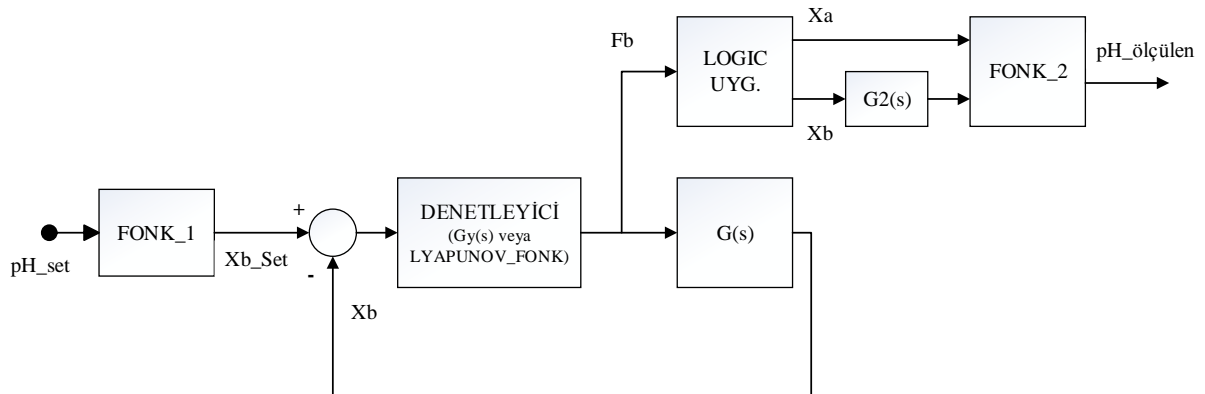 Xa
Fb
LOGIC
UYG.
FONK_2
pH_ölçülen
G2(s)
Xb
pH_set
FONK_1
Xb_Set
+
-
Xb
DENETLEYİCİ
(Gy(s) veya
LYAPUNOV_FONK)
G(s)